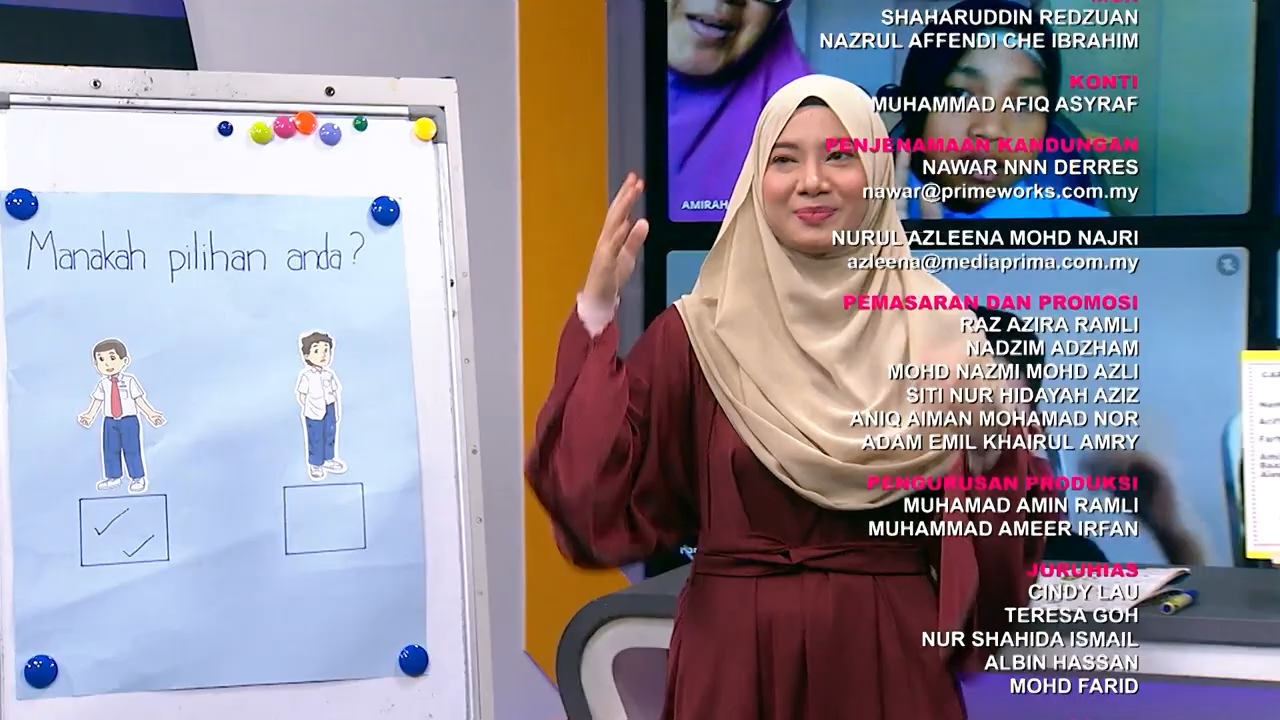 Manakah pilihan anda?
AMIRAH
SHAHARUDDIN REDZUAN
NAZRUL AFFENDI CHE IBRAHIM
KONTI
MUHAMMAD AFIQ ASYRAF
PENJENAMAAN KANDUNGAN
NAWAR NNN DERRES
nawar@primeworks.com.my
NURUL AZLEENA MOHD NAJRI
azleena@mediaprima.com.my
PEMASARAN DAN PROMOSI
RAZ AZIRA RAMLI
NADZIM ADZHAM
MOHD NAZMI MOHD AZLI
SITI NUR HIDAYAH AZIZ
ANIQ AIMAN MOHAMAD NOR
ADAM EMIL KHAIRUL AMRY
PENGURUSAN PRODUKSI
MUHAMAD AMIN RAMLI
MUHAMMAD AMEER IRFAN
JURUHIAS
CINDY LAU
TERESA GOH
NUR SHAHIDA ISMAIL
ALBIN HASSAN
MOHD FARID